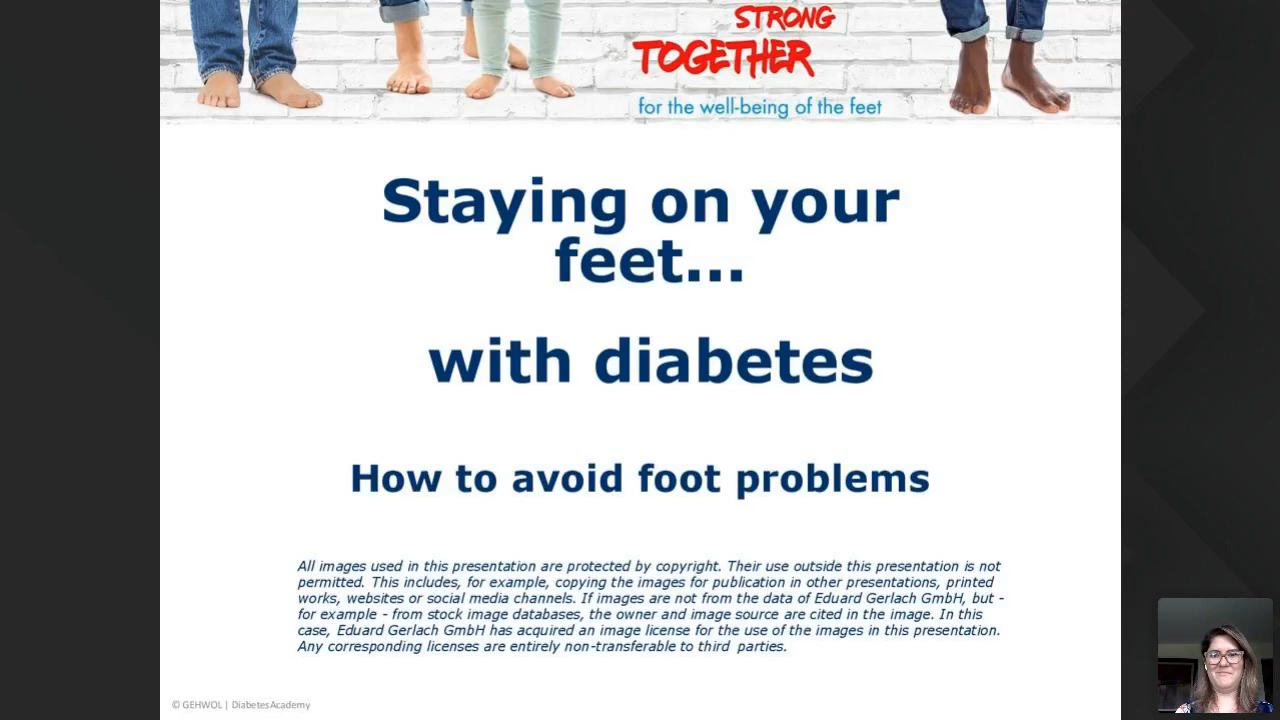 STRONG
TOGETHER
for the well-being of the feet
Staying on your
feet...
with diabetes
How to avoid foot problems
All images used in this presentation are protected by copyright. Their use outside this presentation is not
permitted. This includes, for example, copying the images for publication in other presentations, printed
works, websites or social media channels. If images are not from the data of Eduard Gerlach GmbH, but -
for example - from stock image databases, the owner and image source are cited in the image. In this
case, Eduard Gerlach GmbH has acquired an image license for the use of the images in this presentation.
Any corresponding licenses are entirely non-transferable to third parties.
© GEHWOL | DiabetesAcademy